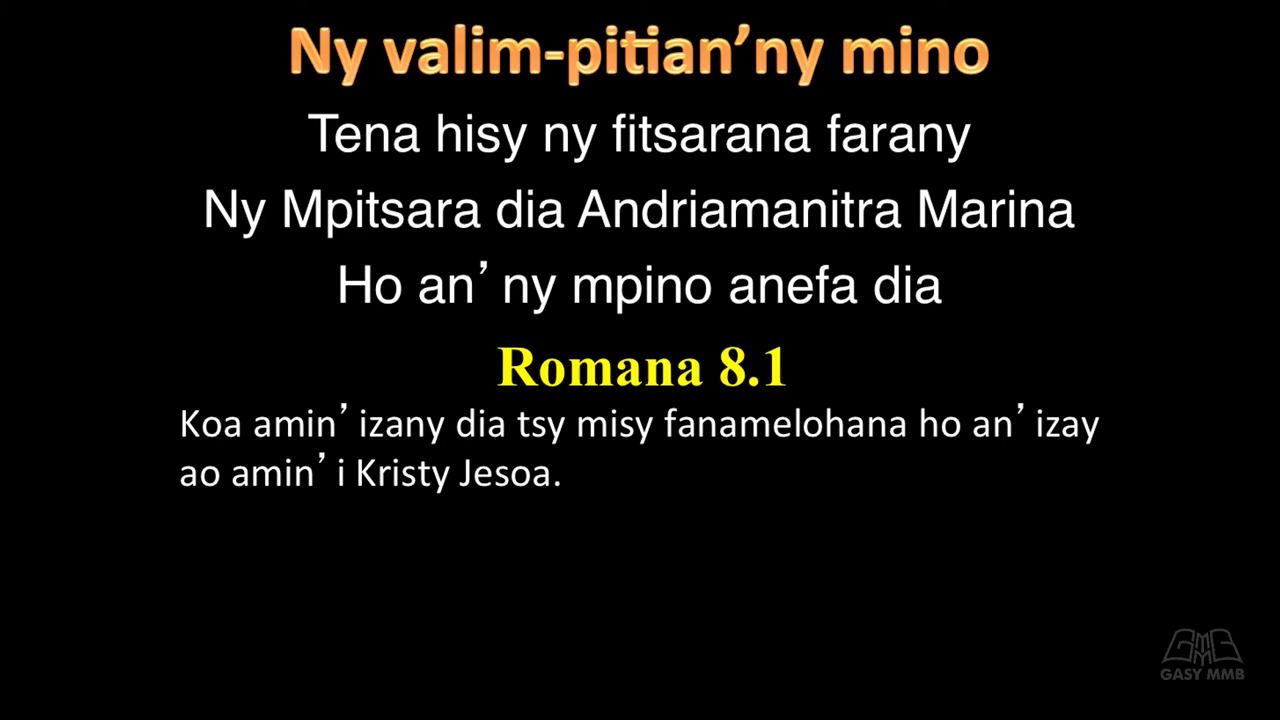 Ny valim-pitian’ny mino
Tena hisy ny fitsarana farany
Ny Mpitsara dia Andriamanitra Marina
Ho an’ ny mpino anefa dia
Romana 8.1
Koa amin’ izany dia tsy misy fanamelohana ho an’ izay
ao amin’ i Kristy Jesoa.
GMMB
GASY MMB